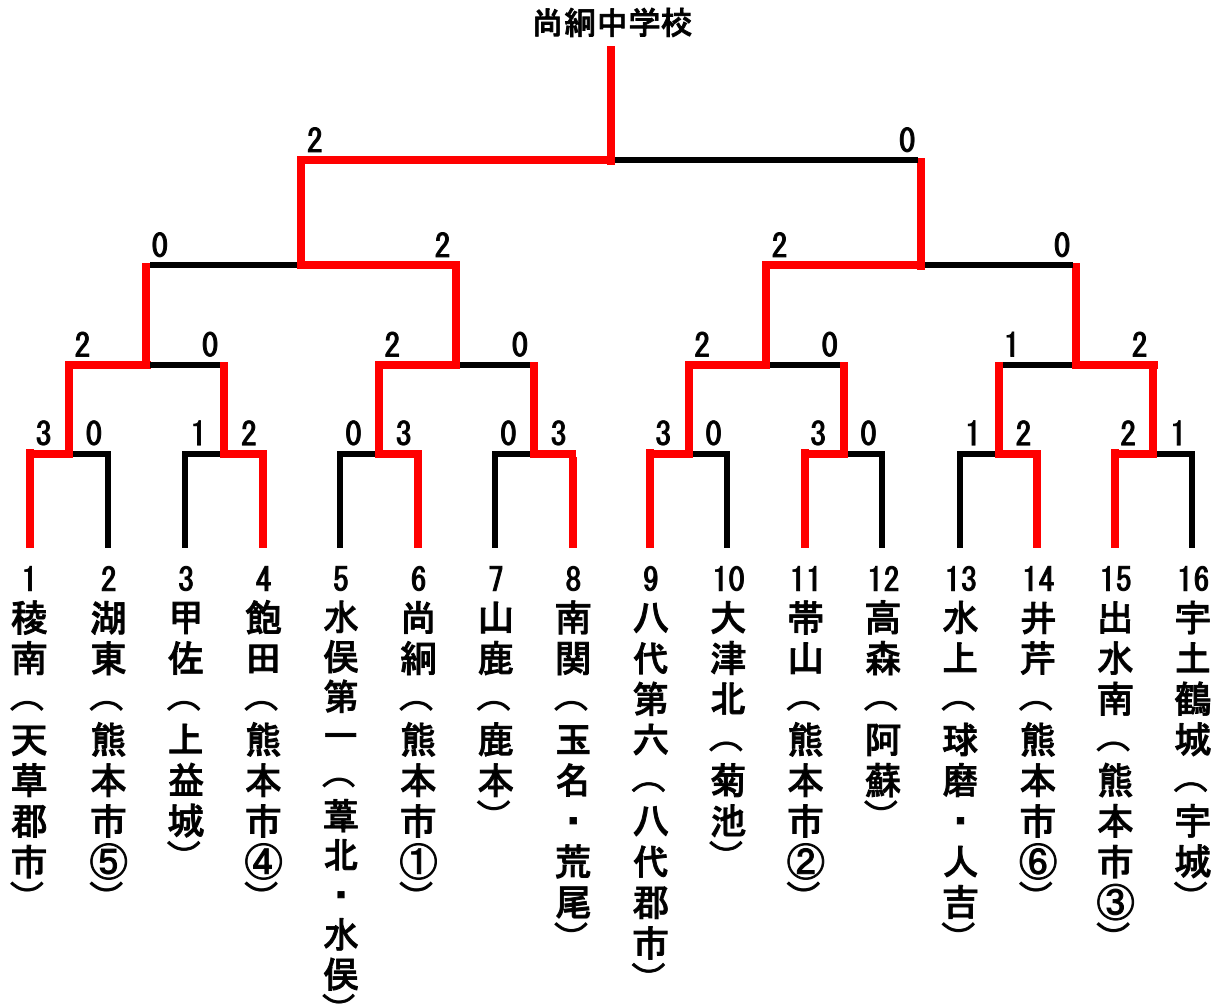 尚絅中学校
2 0
0 2 2 0
2 0 2 0 2 0 1 2
3 0 1 2 0 3 0 3 3 0 3 0 1 2 2 1
1 2 3 4 5 6 7 8 9 10 11 12 13 14 15 16
稜南（天草郡市）
湖東（熊本市⑤）
甲佐（上益城）
飽田（熊本市④）
水俣第一（葦北・水俣）
尚絅（熊本市①）
山鹿（鹿本）
南関（玉名・荒尾）
八代第六（八代郡市）
大津北（菊池）
帯山（熊本市②）
高森（阿蘇）
水上（球磨・人吉）
井芹（熊本市⑥）
出水南（熊本市③）
宇土鶴城（宇城）